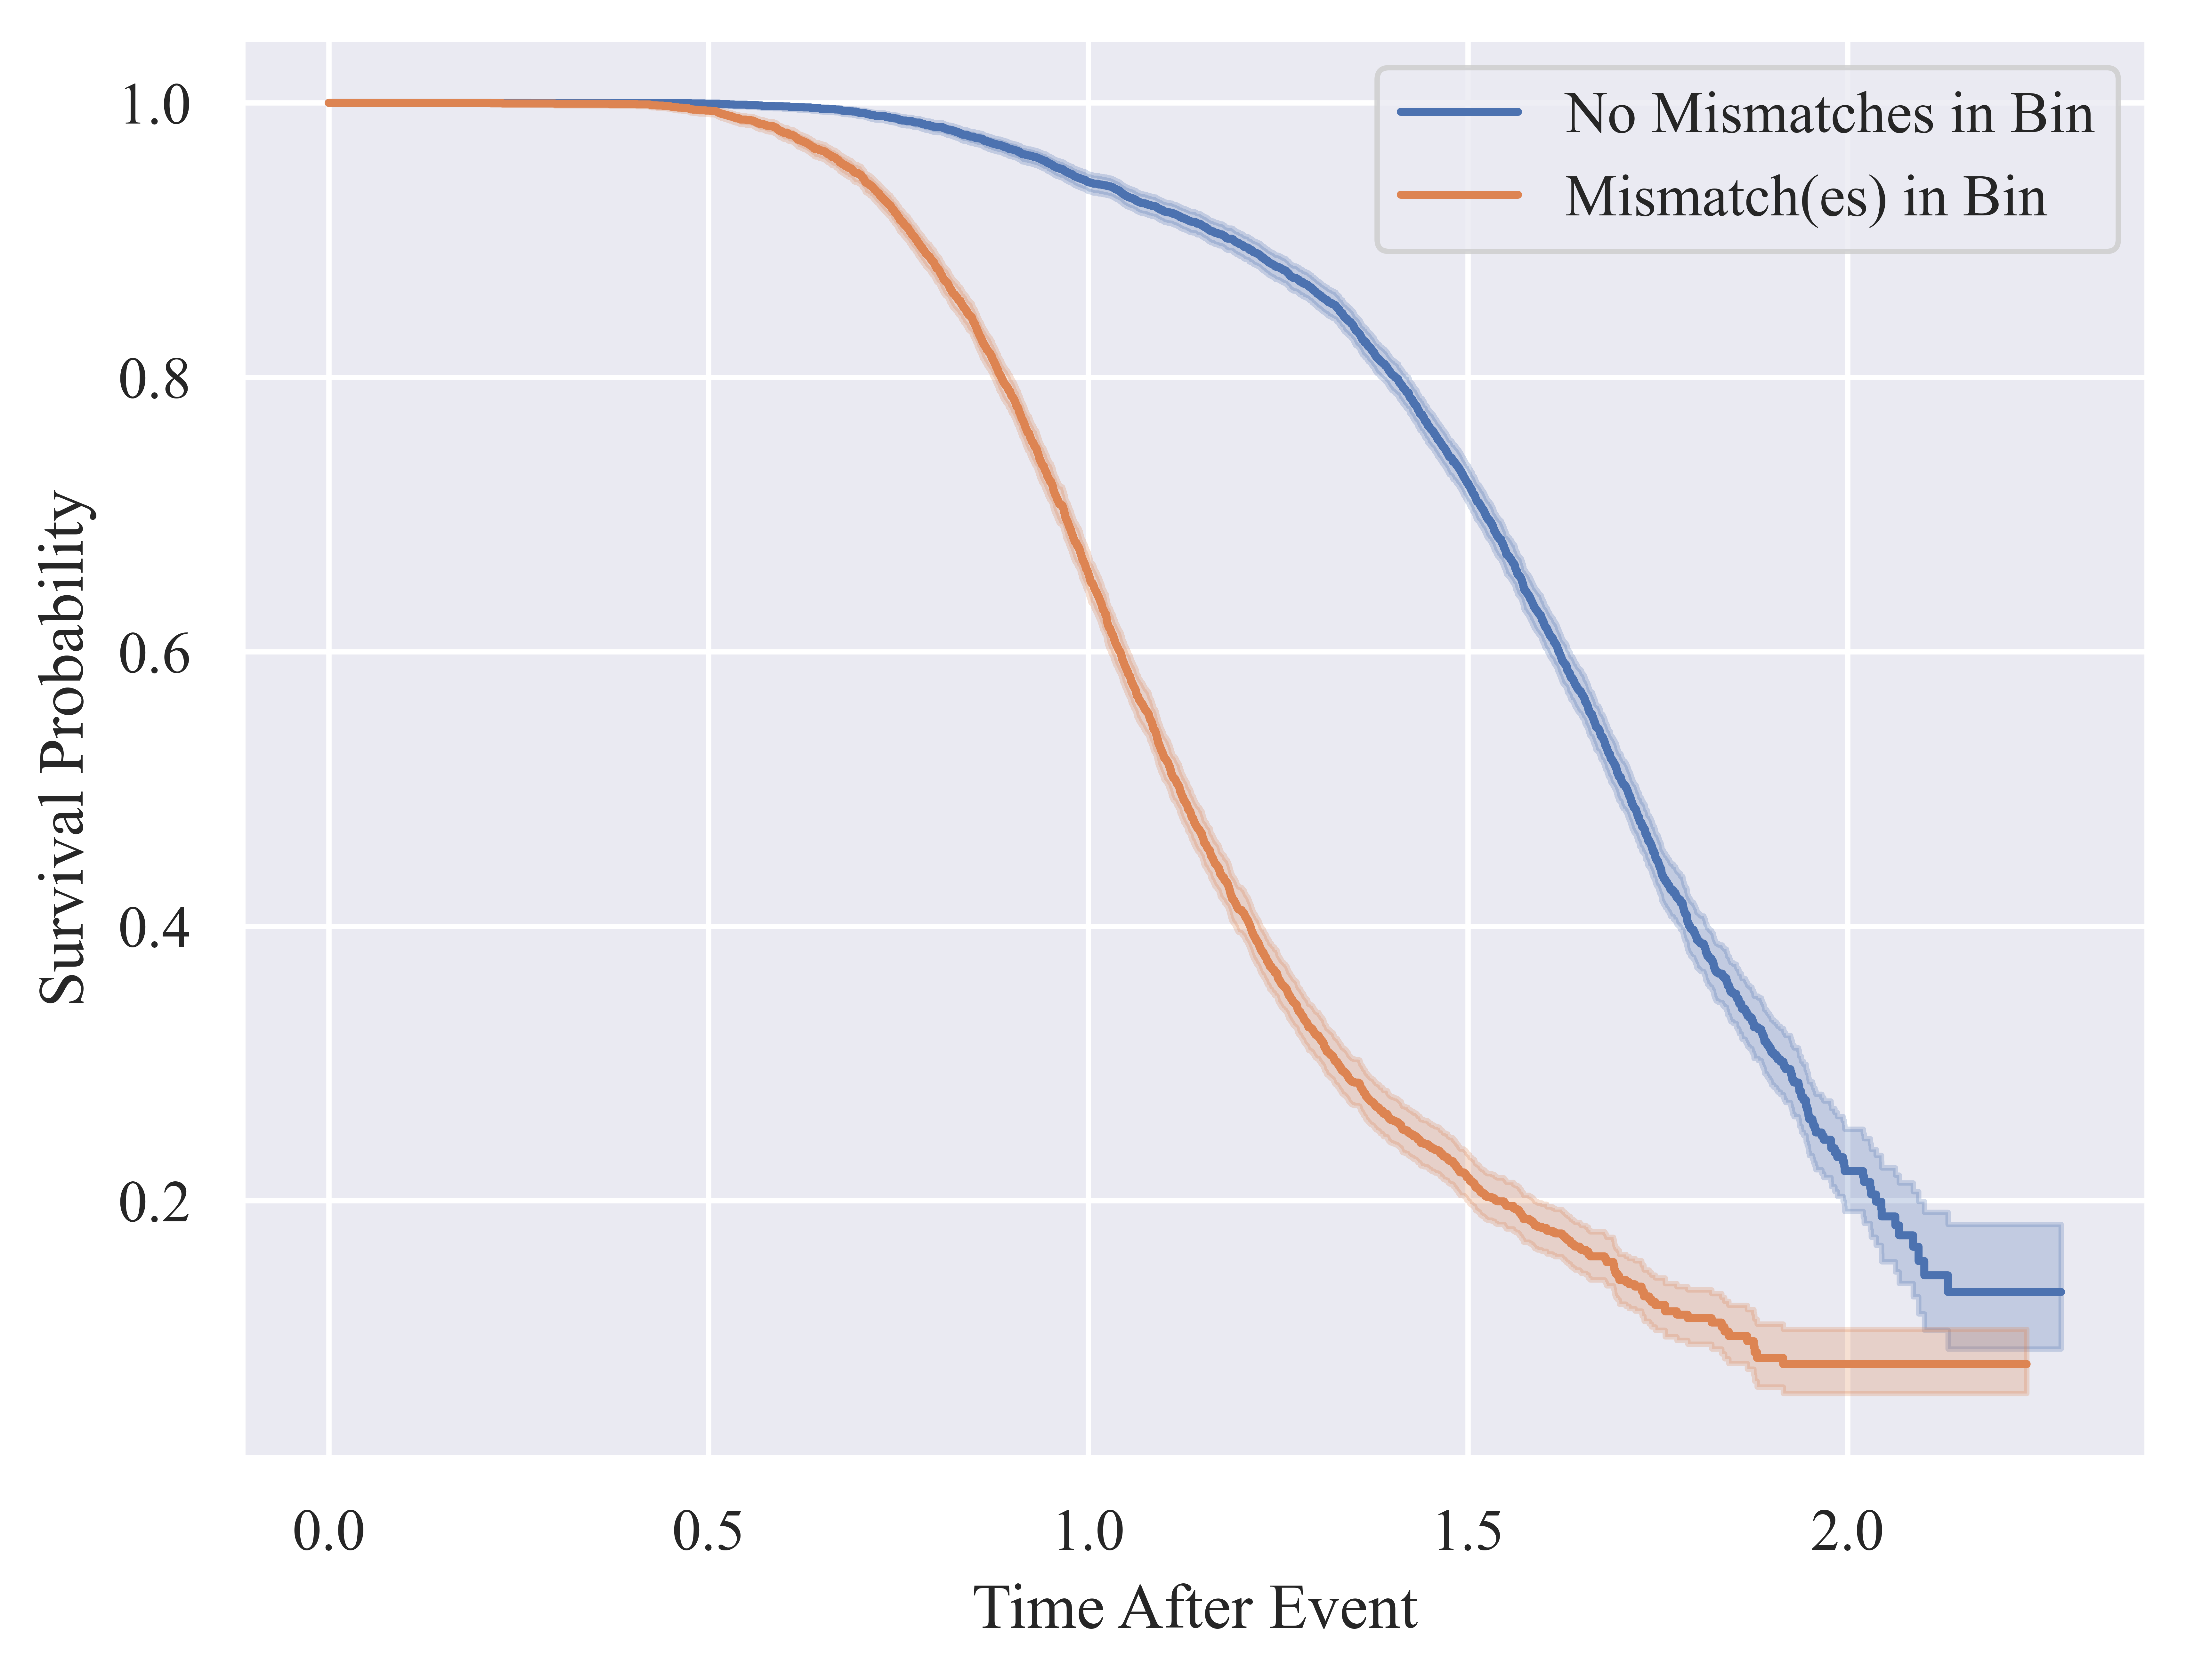 No Mismatches in Bin
Mismatch(es) in Bin
1.0
0.8
0.6
0.4
0.2
Survival Probability
0.0 0.5 1.0 1.5 2.0
Time After Event